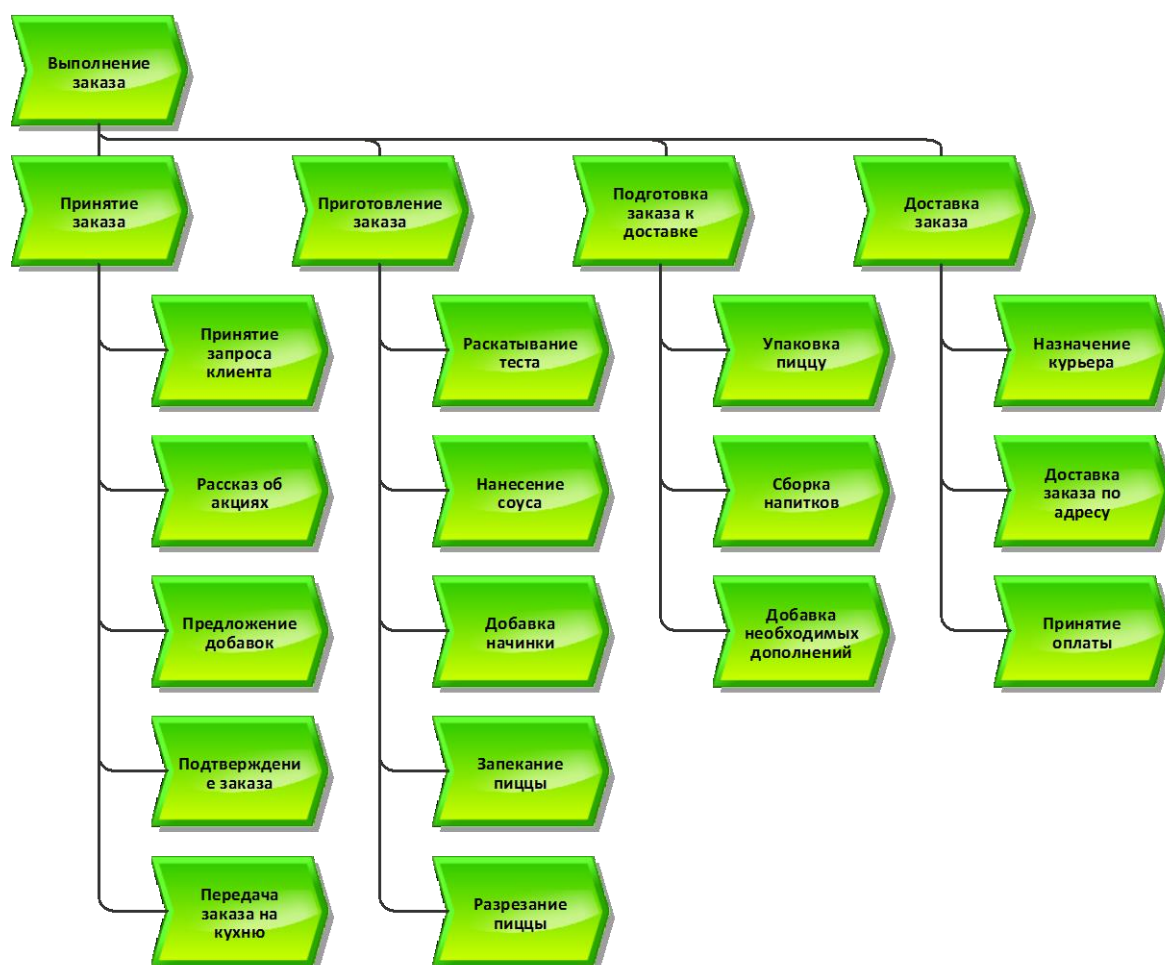 Выполнение
заказа
Принятие
заказа
Приготовление
заказа
Подготовка
заказа к
доставке
Доставка
заказа
Принятие
запроса
клиента
Раскатывание
теста
Упаковка
пиццу
Назначение
курьера
Рассказ об
акциях
Нанесение
соуса
Сборка
напитков
Доставка
заказа по
адресу
Предложение
добавок
Добавка
начинки
Добавка
необходимых
дополнений
Принятие
оплаты
Подтверждени
е заказа
Запекание
пиццы
Передача
заказа на
кухню
Разрезание
пиццы